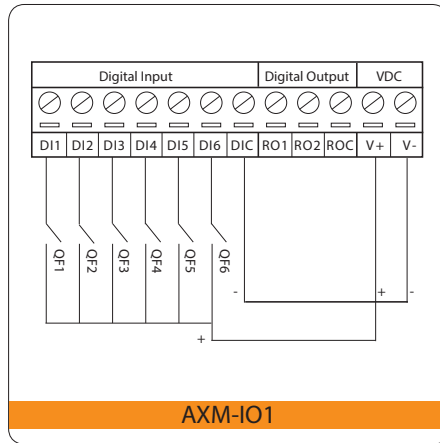 Digital Input Digital Output VDC
DI1 DI2 DI3 DI4 DI5 DI6 DIC RO1 RO2 ROC V+ V-
QF1 QF2 QF3 QF4 QF5 QF6
- + -
+
AXM-IO1